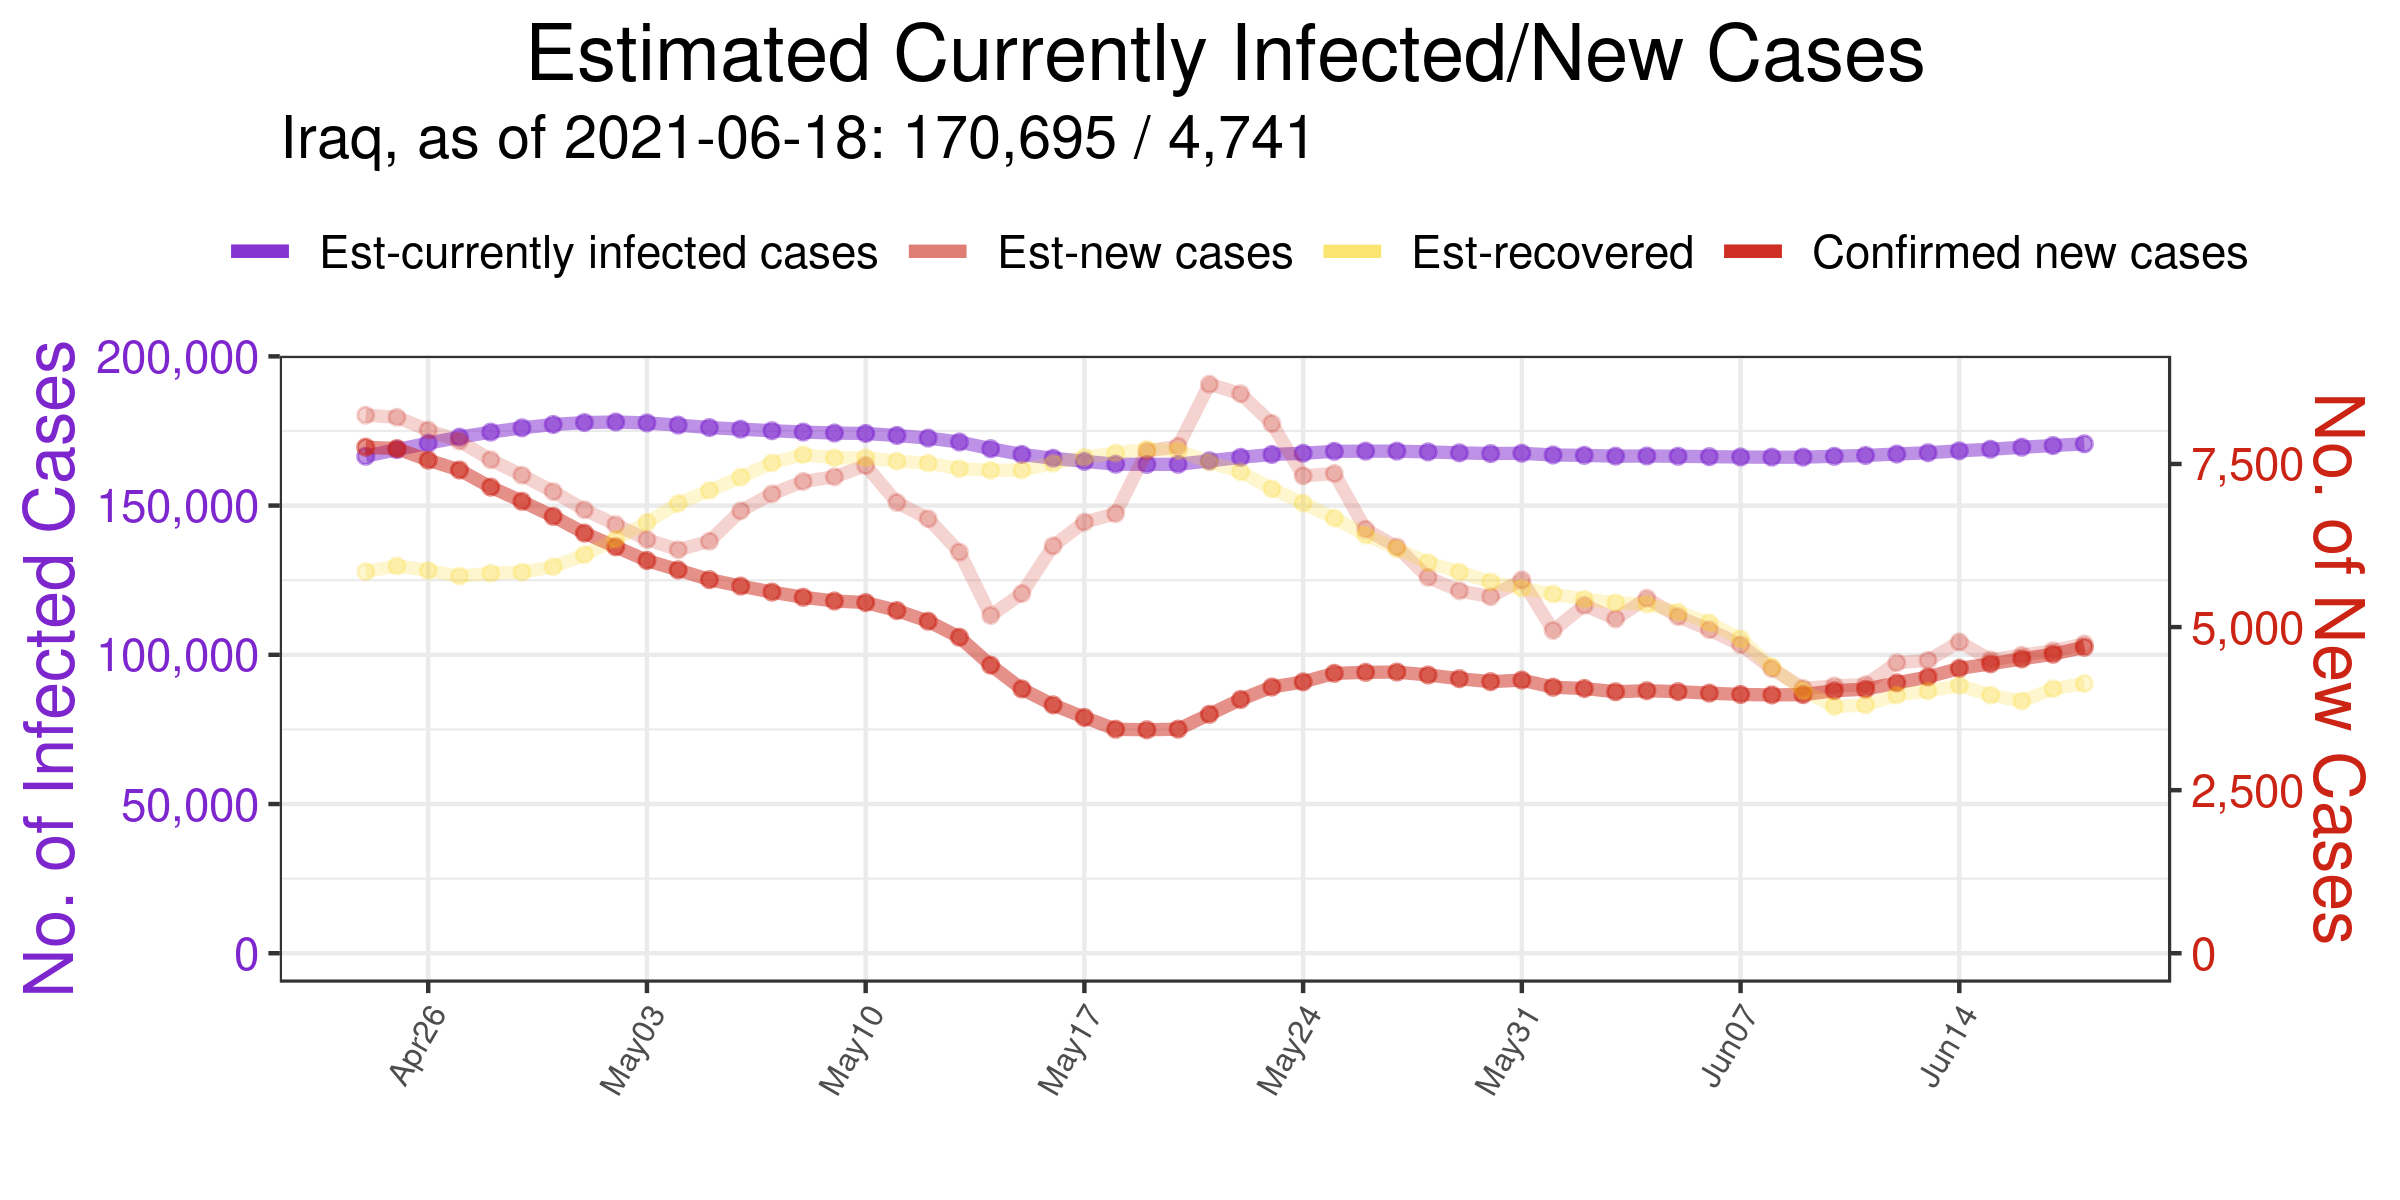 Estimated Currently Infected/New Cases
Iraq, as of 2021-06-18: 170,695 / 4,741
Est-currently infected cases Est-new cases Est-recovered Confirmed new cases
No. of Infected Cases
200,000
150,000
100,000
50,000
0
7,500
5,000
2,500
0
No. of New Cases
Apr26 May03 May10 May17 May24 May31 Jun07 Jun14